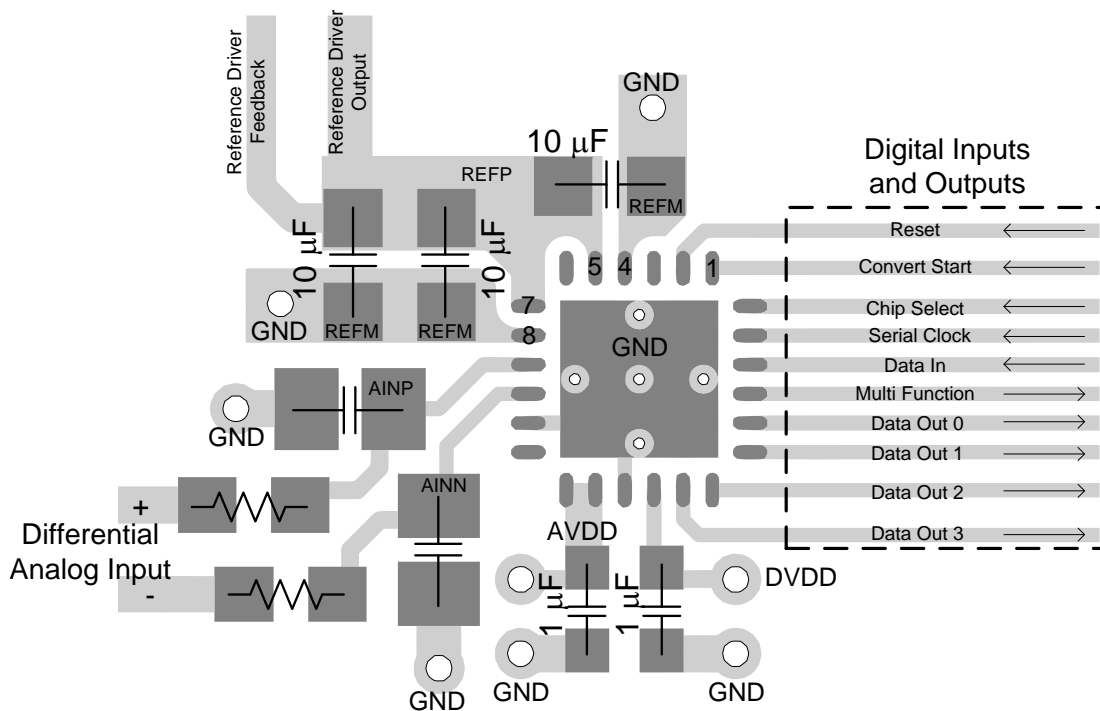 Reference Driver
Feedback
Reference Driver
Output
GND
10 μF
REFP
REFM
Digital Inputs
and Outputs
Reset
Convert Start
Chip Select
Serial Clock
Data In
Multi Function
Data Out 0
Data Out 1
Data Out 2
Data Out 3
10 μF
10 μF
5
4
1
7
8
GND
REFM
REFM
GND
AINP
GND
AINN
+
Differential
Analog Input
-
AVDD
DVDD
1 μF
1 μF
GND
GND
GND